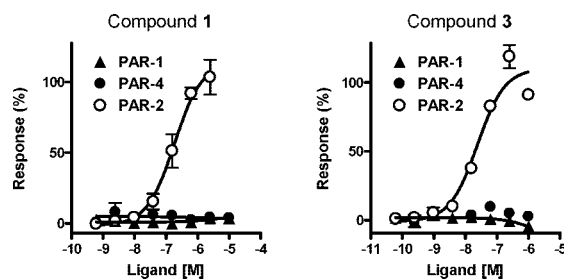 Compound 1
Response (%)
100
50
0
PAR-1
PAR-4
PAR-2
-10 -9 -8 -7 -6 -5 -4
Ligand [M]
Compound 3
Response (%)
100
50
0
PAR-1
PAR-4
PAR-2
-11 -10 -9 -8 -7 -6 -5
Ligand [M]